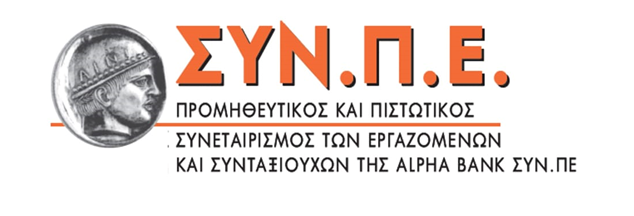 ΣΥΝ.Π.Ε.
ΠΡΟΜΗΘΕΥΤΙΚΟΣ ΚΑΙ ΠΙΣΤΩΤΙΚΟΣ
ΣΥΝΕΤΑΙΡΙΣΜΟΣ ΤΩΝ ΕΡΓΑΖΟΜΕΝΩΝ
ΚΑΙ ΣΥΝΤΑΞΙΟΥΧΩΝ ΤΗΣ ALPHA BANK ΣΥΝ.ΠΕ